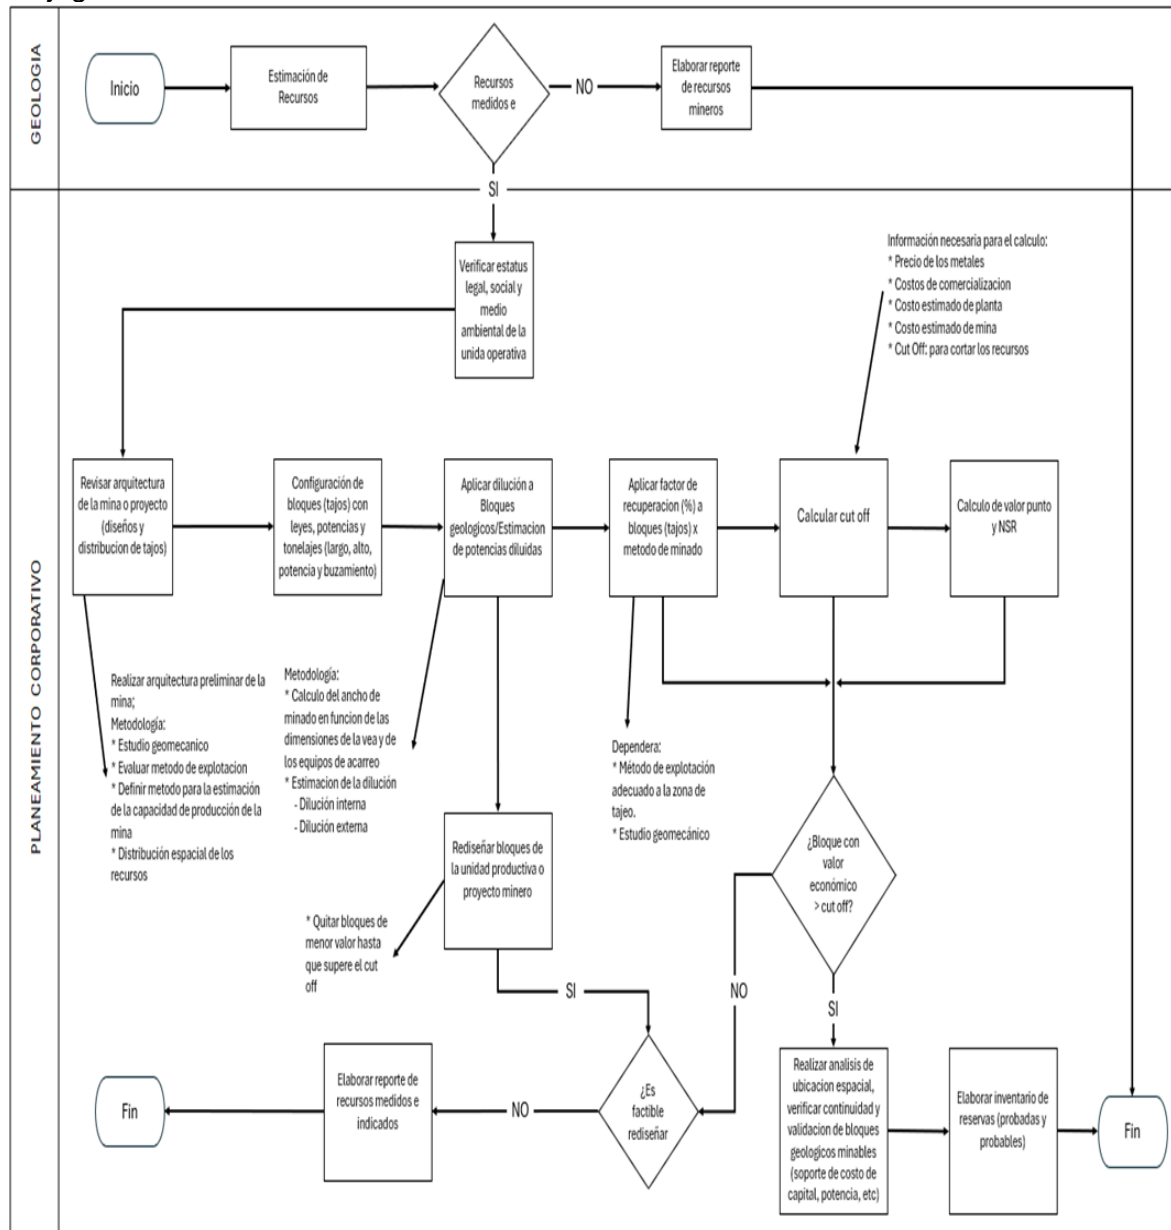 GEOLOGIA
Inicio
Estimación de
Recursos
Recursos
medidos e
NO
Elaborar reporte
de recursos
mineros
SI
PLANEAMIENTO CORPORATIVO
Verificar estatus
legal, social y
medio
ambiental de la
unida operativa
Información necesaria para el calculo:
* Precio de los metales
* Costos de comercializacion
* Costo estimado de planta
* Costo estimado de mina
* Cut Off; para cortar los recursos
Revisar arquitectura
de la mina o proyecto
(diseños y
distribucion de tajos)
Configuración de
bloques (tajos) con
leyes, potencias y
tonelajes (largo, alto,
potencia y buzamiento)
Aplicar dilución a
Bloques
geologicos/Estimacion
de potencias diluidas
Aplicar factor de
recuperacion (%) a
bloques (tajos) x
metodo de minado
Calcular cut off
Calculo de valor punto
y NSR
Realizar arquitectura preliminar de la
mina;
Metodología:
* Estudio geomecanico
* Evaluar metodo de explotacion
* Definir metodo para la estimación
de la capacidad de producción de la
mina
* Distribución espacial de los
recursos
Metodología:
* Calculo del ancho de
minado en funcion de las
dimensiones de la vea y de
los equipos de acarreo
* Estimacion de la dilución
- Dilución interna
- Dilución externa
Dependera:
* Método de explotación
adecuado a la zona de
tajeo.
* Estudio geomecánico
Rediseñar bloques de
la unidad productiva o
proyecto minero
* Quitar bloques de
menor valor hasta
que supere el cut
off
¿Bloque con
valor
económico
> cut off?
SI
NO
SI
¿Es
factible
rediseñar
NO
Elaborar reporte de
recursos medidos e
indicados
Fin
Realizar analisis de
ubicacion espacial,
verificar continuidad y
validacion de bloques
geologicos minables
(soporte de costo de
capital, potencia, etc)
Elaborar inventario de
reservas (probadas y
probables)
Fin